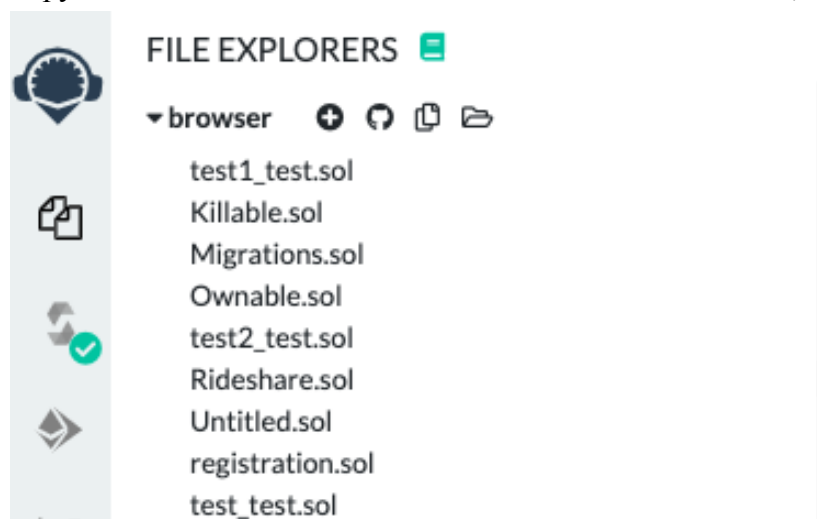 FILE EXPLORERS
browser
test1_test.sol
Killable.sol
Migrations.sol
Ownable.sol
test2_test.sol
Rideshare.sol
Untitled.sol
registration.sol
test_test.sol